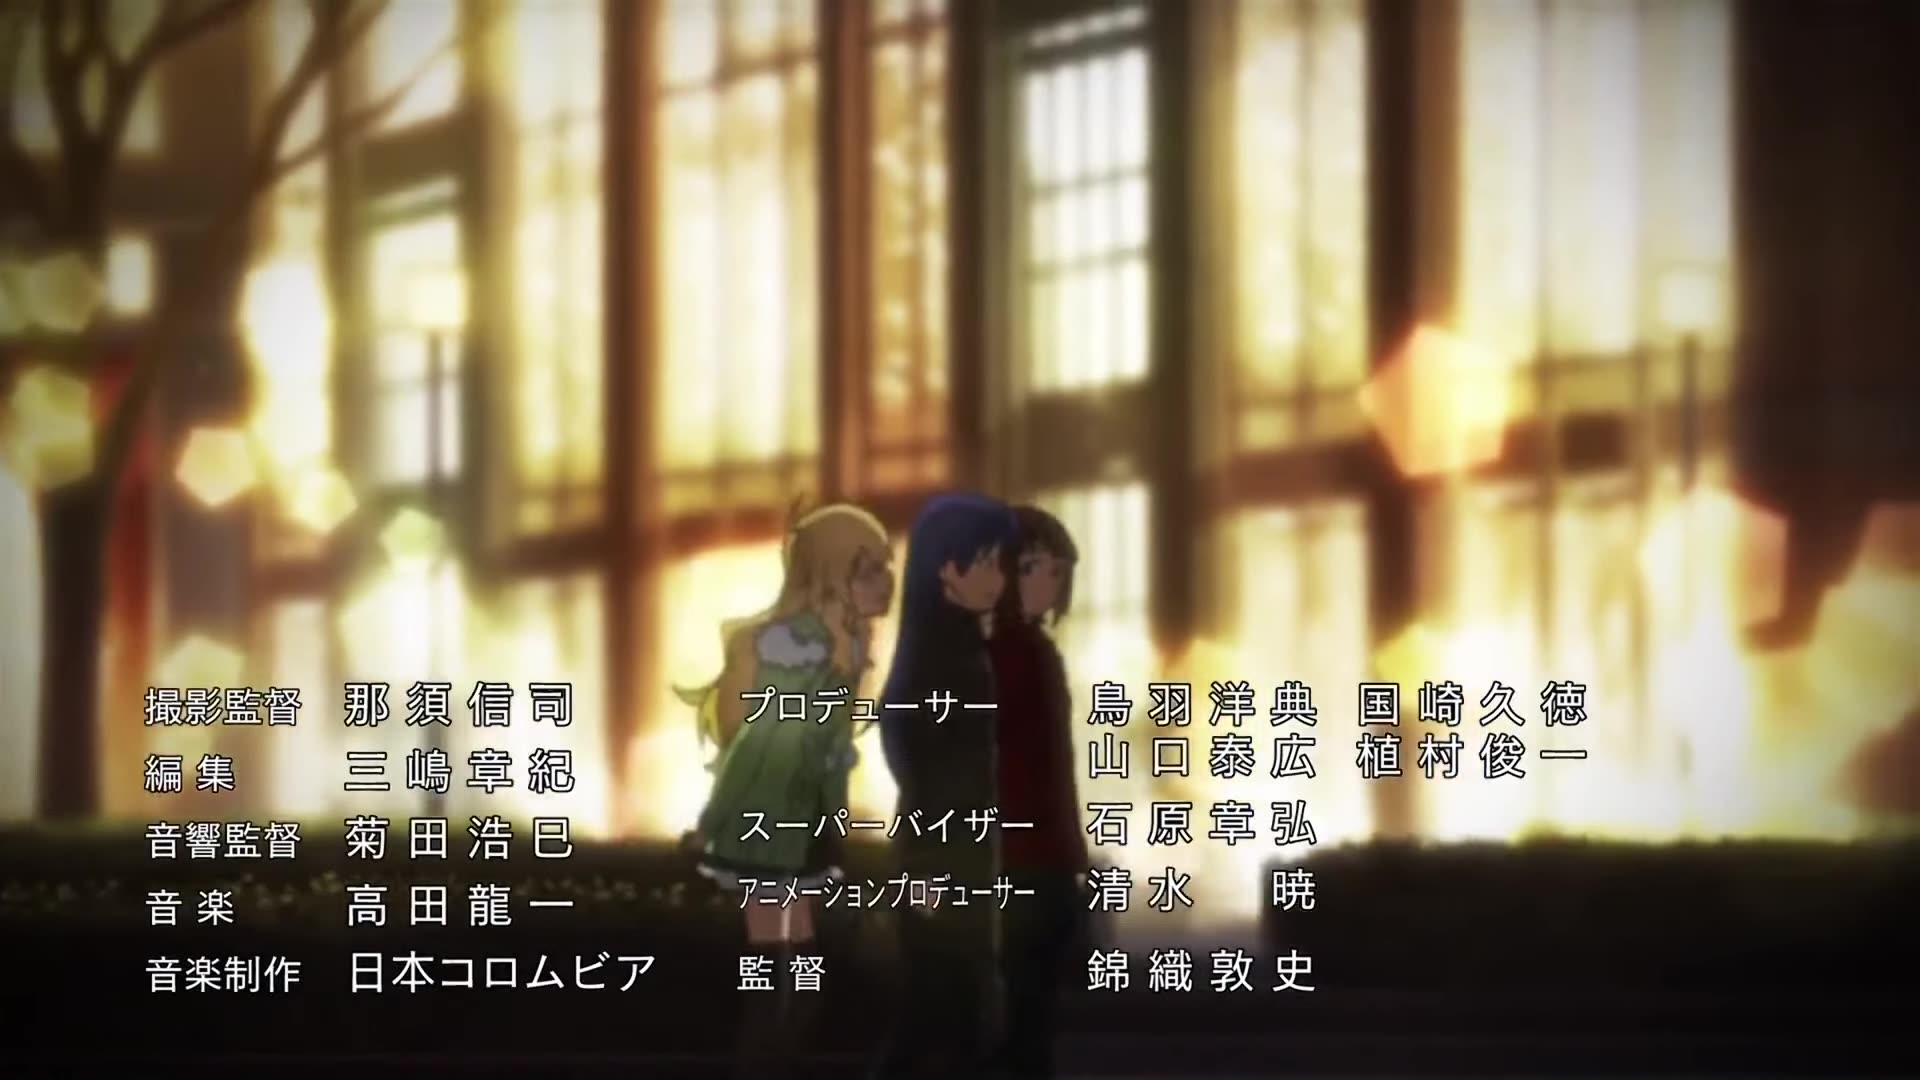 撮影監督 那須信司
編集 三嶋章紀
音響監督 菊田浩巳
音楽 高田龍一
音楽制作 日本コロムビア
プロデューサー 鳥羽洋典 国崎久徳
山口泰広 植村俊一
スーパーバイザー 石原章弘
アニメーションプロデューサー 清水 暁
監督 錦織敦史